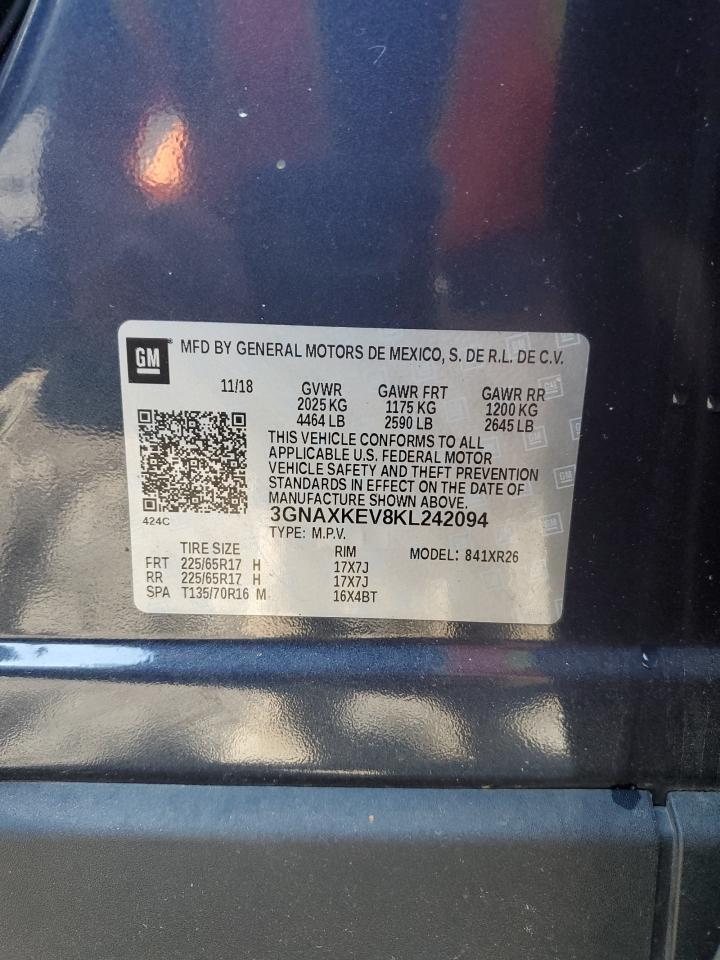 GM
MFD BY GENERAL MOTORS DE MEXICO, S. DE R.L. DE C.V.
11/18 GVWR GAWR FRT GAWR RR
2025 KG 1175 KG 1200 KG
4464 LB 2590 LB 2645 LB
THIS VEHICLE CONFORMS TO ALL
APPLICABLE U.S. FEDERAL MOTOR
VEHICLE SAFETY AND THEFT PREVENTION
STANDARDS IN EFFECT ON THE DATE OF
MANUFACTURE SHOWN ABOVE.
424C
3GNAXKEV8KL242094
TYPE: M.P.V.
TIRE SIZE RIM MODEL: 841XR26
FRT 225/65R17 H 17X7J
RR 225/65R17 H 17X7J
SPA T135/70R16 M 16X4BT